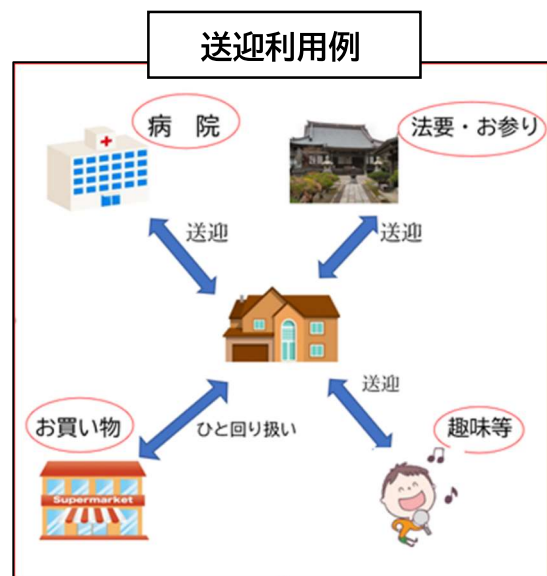 送迎利用例
病　院
法要・お参り
送迎
送迎
送迎
お買い物
ひと回り扱い
趣味等
Supermarket